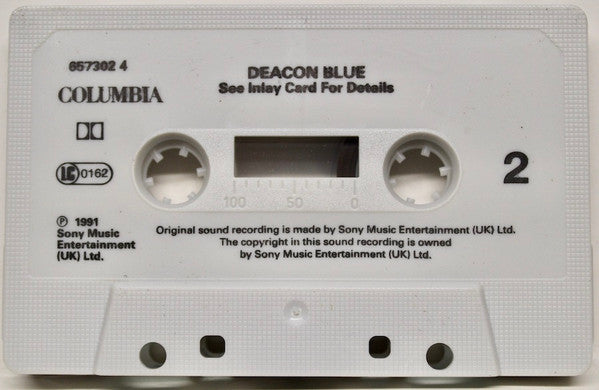 657302 4
DEACON BLUE
See Inlay Card For Details
COLUMBIA
LC 0162
2
100 50 0
℗ 1991
Sony Music
Entertainment
(UK) Ltd.
Original sound recording is made by Sony Music Entertainment (UK) Ltd.
The copyright in this sound recording is owned
by Sony Music Entertainment (UK) Ltd.